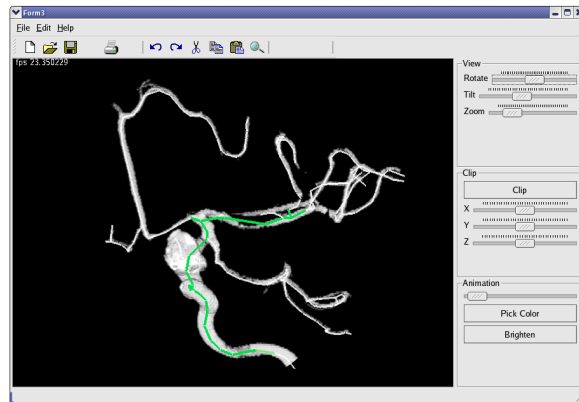 Form3
File Edit Help
fps 23.350229
View
Rotate
Tilt
Zoom
Clip
Clip
X
Y
Z
Animation
Pick Color
Brighten